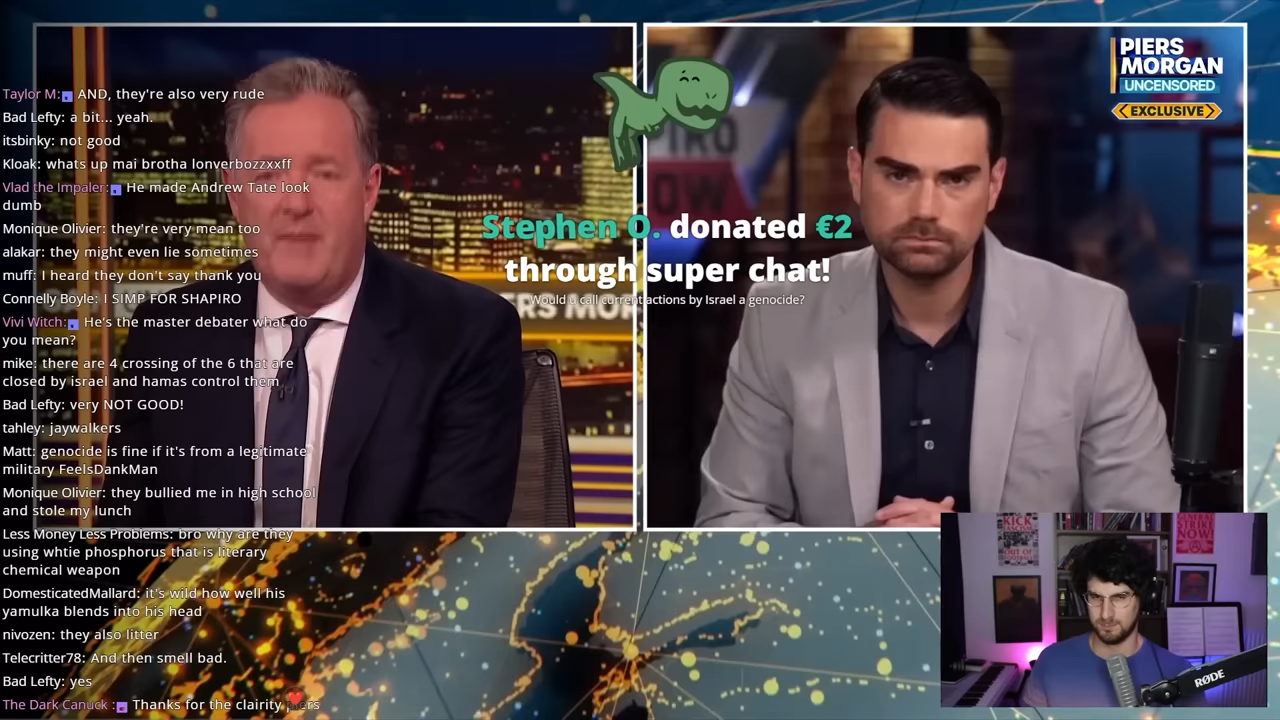 Taylor M: AND, they're also very rude
Bad Lefty: a bit... yeah.
itsbinky: not good
Kloak: whats up mai brotha lonverbozzxxff
Vlad the Impaler: He made Andrew Tate look
dumb
Monique Olivier: they're very mean too
alakar: they might even lie sometimes
muff: I heard they don't say thank you
Connelly Boyle: I SIMP FOR SHAPIRO
Vivi Witch: He's the master debater what do
you mean?
mike: there are 4 crossing of the 6 that are
closed by israel and hamas control them
Bad Lefty: very NOT GOOD!
tahley: jaywalkers
Matt: genocide is fine if it's from a legitimate
military FeelsDankMan
Monique Olivier: they bullied me in high school
and stole my lunch
Less Money Less Problems: bro why are they
using whtie phosphorus that is literary
chemical weapon
DomesticatedMallard: it's wild how well his
yamulka blends into his head
nivozen: they also litter
Telecritter78: And then smell bad.
Bad Lefty: yes
The Dark Canuck : Thanks for the clairity
Stephen O. donated €2
through super chat!
Would u call current actions by Israel a genocide?
PIERS
MORGAN
UNCENSORED
EXCLUSIVE
KICK
FASCISM
OUT OF
FOOTBALL
GENERAL
STRIKE
NOW!
RØDE